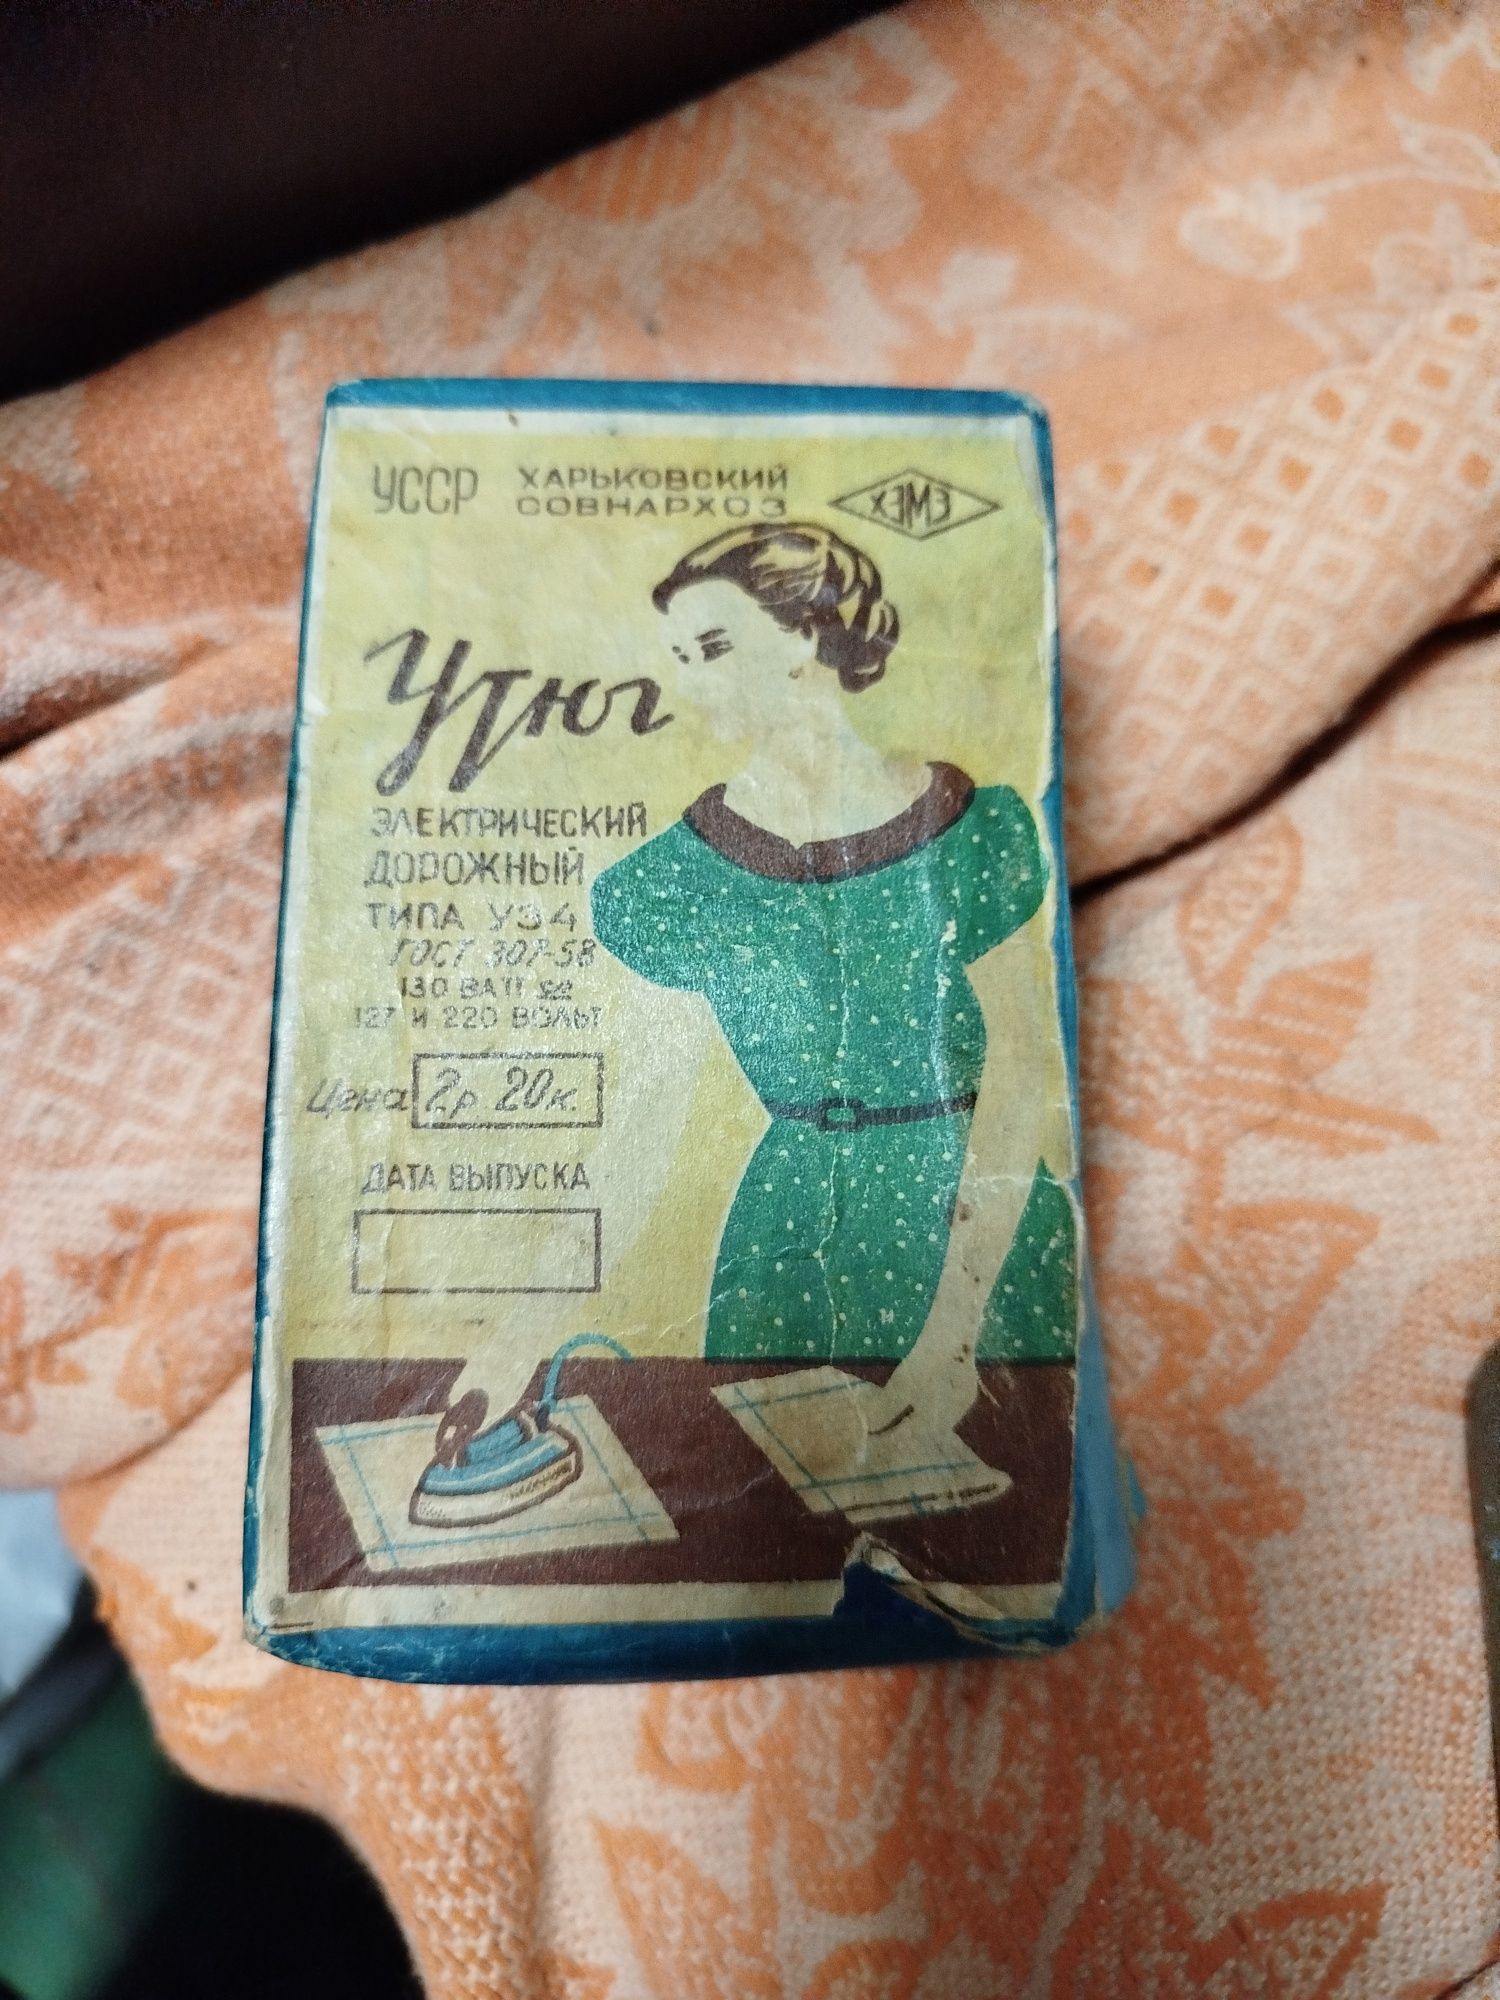 УССР ХАРЬКОВСКИЙ СОВНАРХОЗ
ХЭМЗ
Утюг
ЭЛЕКТРИЧЕСКИЙ
ДОРОЖНЫЙ
ТИПА УЭ4
ГОСТ 307-58
130 ВАТТ
127 И 220 ВОЛЬТ
Цена 2р. 20к.
ДАТА ВЫПУСКА